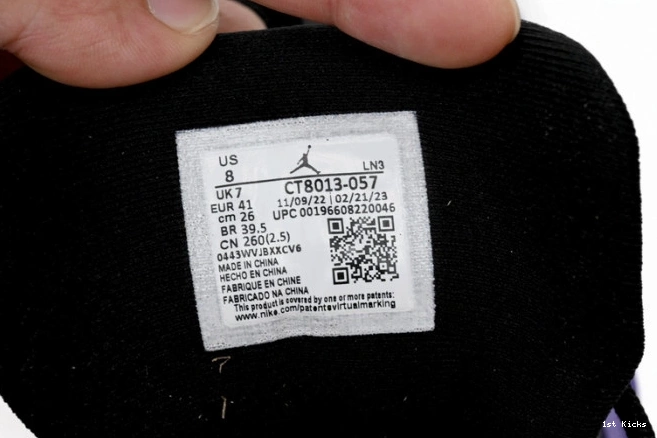 US
8
LN3
UK 7
CT8013-057
EUR 41
11/09/22 | 02/21/23
cm 26
UPC 00196608220046
BR 39.5
CN 260(2.5)
0443WVJBXXCV6
MADE IN CHINA
HECHO EN CHINA
FABRIQUE EN CHINE
FABRICADO NA CHINA
This product is covered by one or more patents:
www.nike.com/patentsvirtualmarking
1st Kicks